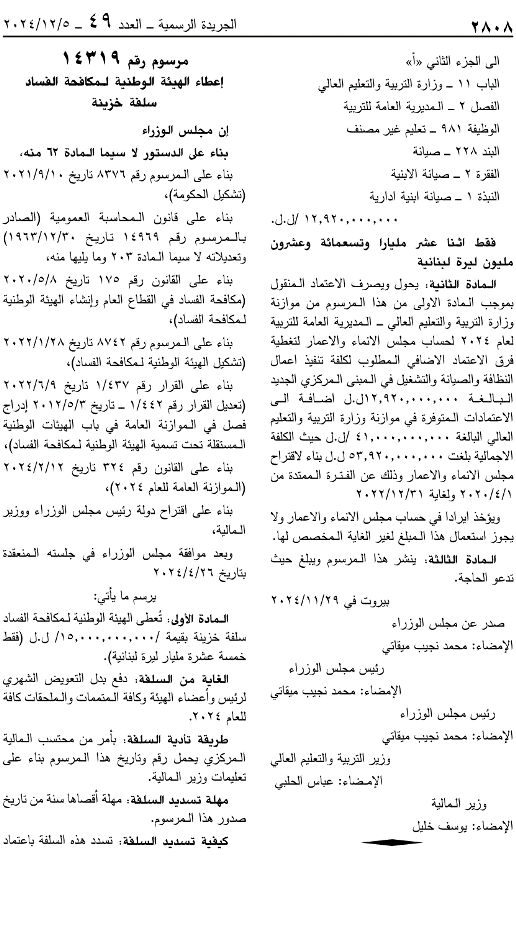 ٢٨٠٨
الجريدة الرسمية ــ العدد ٤٩ ــ ٢٠٢٤/١٢/٥
الى الجزء الثاني «أ»
الباب ١١ ــ وزارة التربية والتعليم العالي
الفصل ٢ ــ المديرية العامة للتربية
الوظيفة ٩٨١ ــ تعليم غير مصنف
البند ٢٢٨ ــ صيانة
الفقرة ٢ ــ صيانة الابنية
النبذة ١ ــ صيانة ابنية ادارية
١٢,٩٢٠,٠٠٠,٠٠٠ /ل.ل.
فقط اثنا عشر مليارا وتسعمائة وعشرون
مليون ليرة لبنانية
المادة الثانية: يحول ويصرف الاعتماد المنقول
بموجب المادة الاولى من هذا المرسوم من موازنة
وزارة التربية والتعليم العالي ــ المديرية العامة للتربية
لعام ٢٠٢٤ لحساب مجلس الانماء والاعمار لتغطية
فرق الاعتماد الاضافي المطلوب لكلفة تنفيذ اعمال
النظافة والصيانة والتشغيل في المبنى المركزي الجديد
البالغة ١٢,٩٢٠,٠٠٠,٠٠٠ل.ل اضافة الى
الاعتمادات المتوفرة في موازنة وزارة التربية والتعليم
العالي البالغة ٤١,٠٠٠,٠٠٠,٠٠٠ /ل.ل حيث الكلفة
الاجمالية بلغت ٥٣,٩٢٠,٠٠٠,٠٠٠ ل.ل بناء لاقتراح
مجلس الانماء والاعمار وذلك عن الفترة الممتدة من
٢٠٢٠/٤/١ ولغاية ٢٠٢٢/١٢/٣١
ويؤخذ ايرادا في حساب مجلس الانماء والاعمار ولا
يجوز استعمال هذا المبلغ لغير الغاية المخصص لها.
المادة الثالثة: ينشر هذا المرسوم ويبلغ حيث
تدعو الحاجة.
بيروت في ٢٠٢٤/١١/٢٩
صدر عن مجلس الوزراء
الإمضاء: محمد نجيب ميقاتي
رئيس مجلس الوزراء
الإمضاء: محمد نجيب ميقاتي
رئيس مجلس الوزراء
الإمضاء: محمد نجيب ميقاتي
وزير التربية والتعليم العالي
الإمضاء: عباس الحلبي
وزير المالية
الإمضاء: يوسف خليل
مرسوم رقم ١٤٣١٩
إعطاء الهيئة الوطنية لمكافحة الفساد
سلفة خزينة
إن مجلس الوزراء
بناء على الدستور لا سيما المادة ٦٢ منه،
بناء على المرسوم رقم ٨٣٧٦ تاريخ ٢٠٢١/٩/١٠
(تشكيل الحكومة)،
بناء على قانون المحاسبة العمومية (الصادر
بالمرسوم رقم ١٤٩٦٩ تاريخ ١٩٦٣/١٢/٣٠)
وتعديلاته لا سيما المادة ٢٠٣ وما يليها منه،
بناء على القانون رقم ١٧٥ تاريخ ٢٠٢٠/٥/٨
(مكافحة الفساد في القطاع العام وإنشاء الهيئة الوطنية
لمكافحة الفساد)،
بناء على المرسوم رقم ٨٧٤٢ تاريخ ٢٠٢٢/١/٢٨
(تشكيل الهيئة الوطنية لمكافحة الفساد)،
بناء على القرار رقم ١/٤٣٧ تاريخ ٢٠٢٢/٦/٩
(تعديل القرار رقم ١/٤٤٢ ــ تاريخ ٢٠١٢/٥/٣ إدراج
فصل في الموازنة العامة في باب الهيئات الوطنية
المستقلة تحت تسمية الهيئة الوطنية لمكافحة الفساد)،
بناء على القانون رقم ٣٢٤ تاريخ ٢٠٢٤/٢/١٢
(الموازنة العامة للعام ٢٠٢٤)،
بناء على اقتراح دولة رئيس مجلس الوزراء ووزير
المالية،
وبعد موافقة مجلس الوزراء في جلسته المنعقدة
بتاريخ ٢٠٢٤/٤/٢٦
يرسم ما يأتي:
المادة الأولى: تُعطى الهيئة الوطنية لمكافحة الفساد
سلفة خزينة بقيمة /١٥,٠٠٠,٠٠٠,٠٠٠/ ل.ل (فقط
خمسة عشرة مليار ليرة لبنانية).
الغاية من السلفة: دفع بدل التعويض الشهري
لرئيس وأعضاء الهيئة وكافة المتممات والملحقات كافة
للعام ٢٠٢٤.
طريقة تأدية السلفة: بأمر من محتسب المالية
المركزي يحمل رقم وتاريخ هذا المرسوم بناء على
تعليمات وزير المالية.
مهلة تسديد السلفة: مهلة أقصاها سنة من تاريخ
صدور هذا المرسوم.
كيفية تسديد السلفة: تسدد هذه السلفة باعتماد